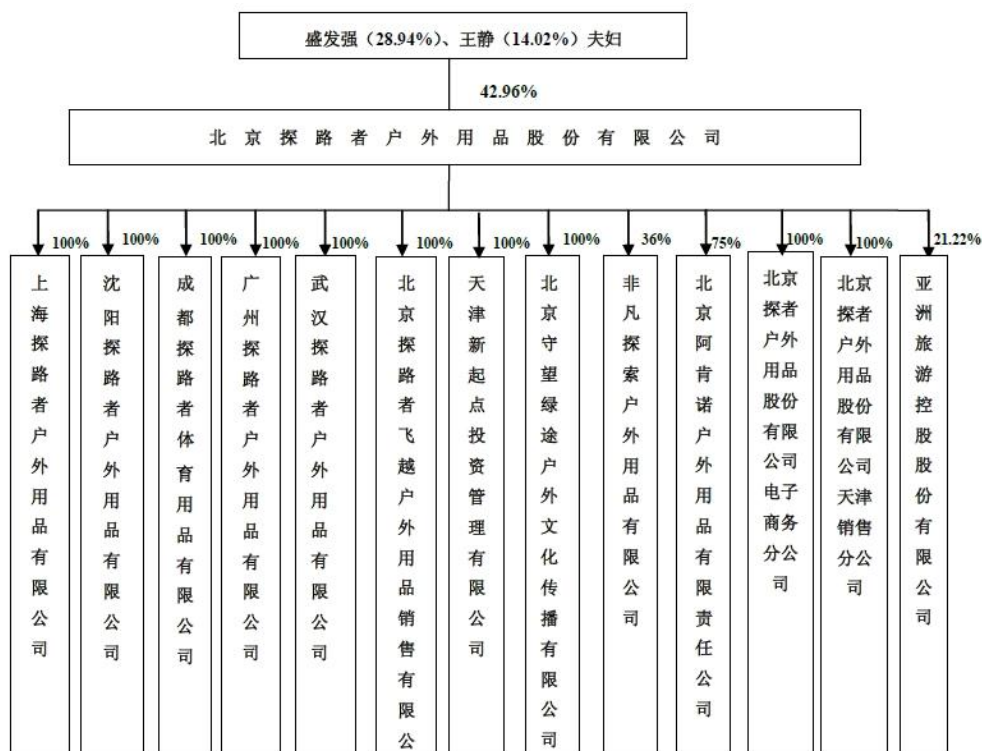 盛发强（28.94%）、王静（14.02%）夫妇
42.96%
北京探路者户外用品股份有限公司
100%
100%
100%
100%
100%
100%
100%
100%
36%
75%
100%
100%
21.22%
上海探路者户外用品有限公司
沈阳探路者户外用品有限公司
成都探路者体育用品有限公司
广州探路者户外用品有限公司
武汉探路者户外用品有限公司
北京探路者飞越户外用品销售有限公
天津新起点投资管理有限公司
北京守望绿途户外文化传播有限公司
非凡探索户外用品有限公司
北京阿肯诺户外用品有限责任公司
北京探者户外用品股份有限公司电子商务分公司
北京探者户外用品股份有限公司天津销售分公司
亚洲旅游控股股份有限公司